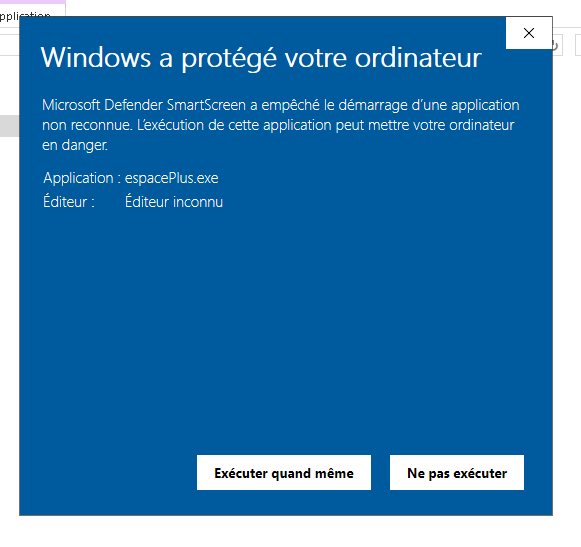 pplication
Windows a protégé votre ordinateur
Microsoft Defender SmartScreen a empêché le démarrage d'une application
non reconnue. L'exécution de cette application peut mettre votre ordinateur
en danger.
Application : espacePlus.exe
Éditeur : Éditeur inconnu
Exécuter quand même Ne pas exécuter